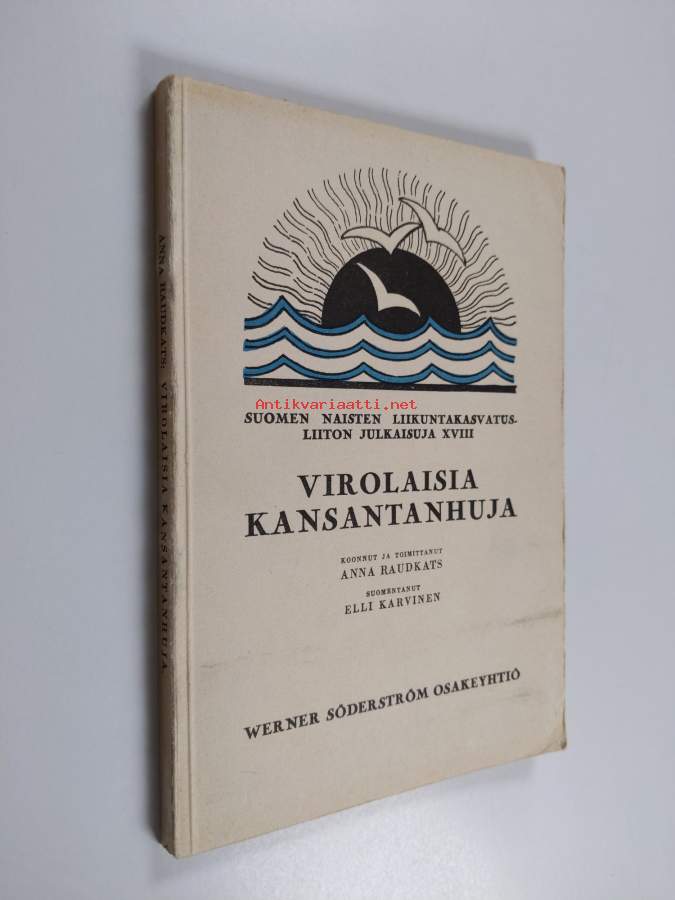 ANNA RAUDKATS: VIROLAISIA KANSANTANHUJA
Antikvariaatti.net
SUOMEN NAISTEN LIIKUNTAKASVATUS-
LIITON JULKAISUJA XVIII
VIROLAISIA
KANSANTANHUJA
KOONNUT JA TOIMITTANUT
ANNA RAUDKATS
SUOMENTANUT
ELLI KARVINEN
WERNER SÖDERSTRÖM OSAKEYHTIÖ